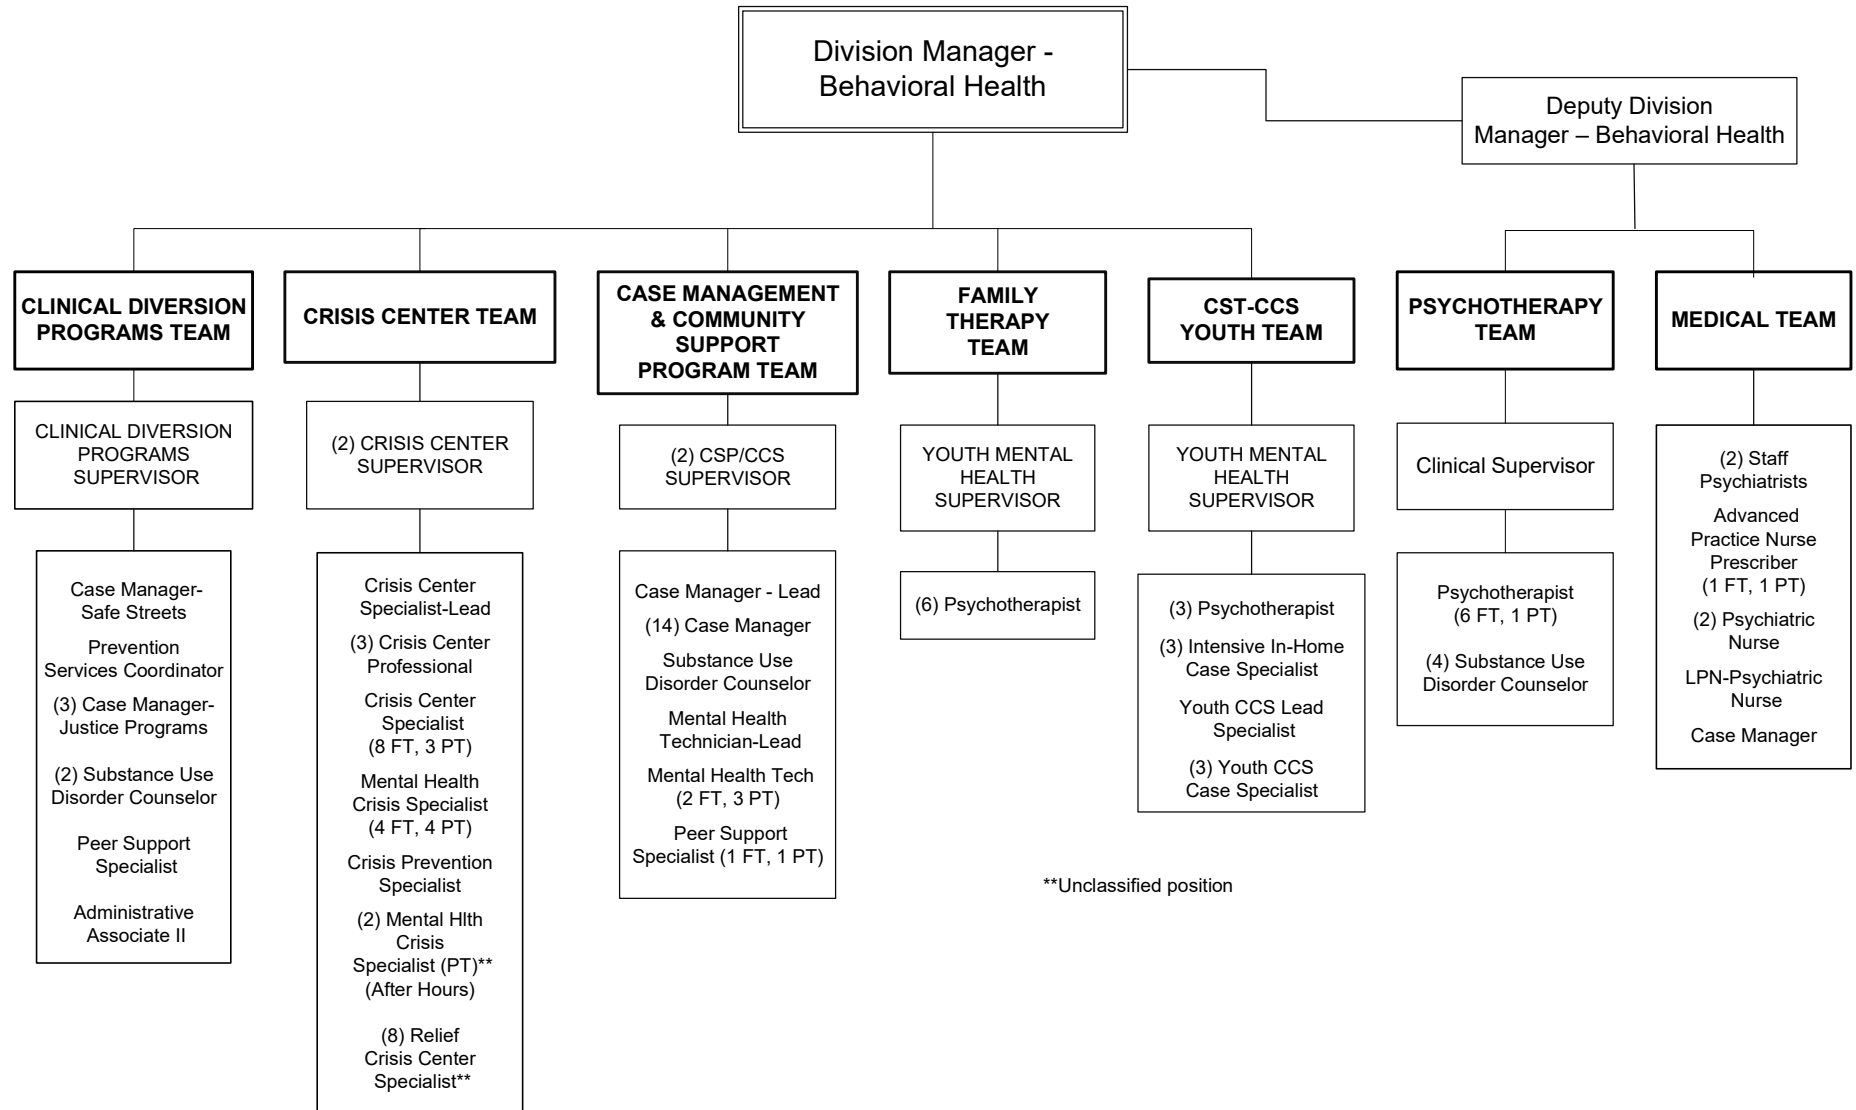 Division Manager -
Behavioral Health
Deputy Division
Manager – Behavioral Health
CLINICAL DIVERSION
PROGRAMS TEAM
CLINICAL DIVERSION
PROGRAMS
SUPERVISOR
Case Manager-
Safe Streets
Prevention
Services Coordinator
(3) Case Manager-
Justice Programs
(2) Substance Use
Disorder Counselor
Peer Support
Specialist
Administrative
Associate II
CRISIS CENTER TEAM
(2) CRISIS CENTER
SUPERVISOR
Crisis Center
Specialist-Lead
(3) Crisis Center
Professional
Crisis Center
Specialist
(8 FT, 3 PT)
Mental Health
Crisis Specialist
(4 FT, 4 PT)
Crisis Prevention
Specialist
(2) Mental Hlth
Crisis
Specialist (PT)**
(After Hours)
(8) Relief
Crisis Center
Specialist**
CASE MANAGEMENT
& COMMUNITY
SUPPORT
PROGRAM TEAM
(2) CSP/CCS
SUPERVISOR
Case Manager - Lead
(14) Case Manager
Substance Use
Disorder Counselor
Mental Health
Technician-Lead
Mental Health Tech
(2 FT, 3 PT)
Peer Support
Specialist (1 FT, 1 PT)
FAMILY
THERAPY
TEAM
YOUTH MENTAL
HEALTH
SUPERVISOR
(6) Psychotherapist
CST-CCS
YOUTH TEAM
YOUTH MENTAL
HEALTH
SUPERVISOR
(3) Psychotherapist
(3) Intensive In-Home
Case Specialist
Youth CCS Lead
Specialist
(3) Youth CCS
Case Specialist
PSYCHOTHERAPY
TEAM
Clinical Supervisor
Psychotherapist
(6 FT, 1 PT)
(4) Substance Use
Disorder Counselor
MEDICAL TEAM
(2) Staff
Psychiatrists
Advanced
Practice Nurse
Prescriber
(1 FT, 1 PT)
(2) Psychiatric
Nurse
LPN-Psychiatric
Nurse
Case Manager
**Unclassified position